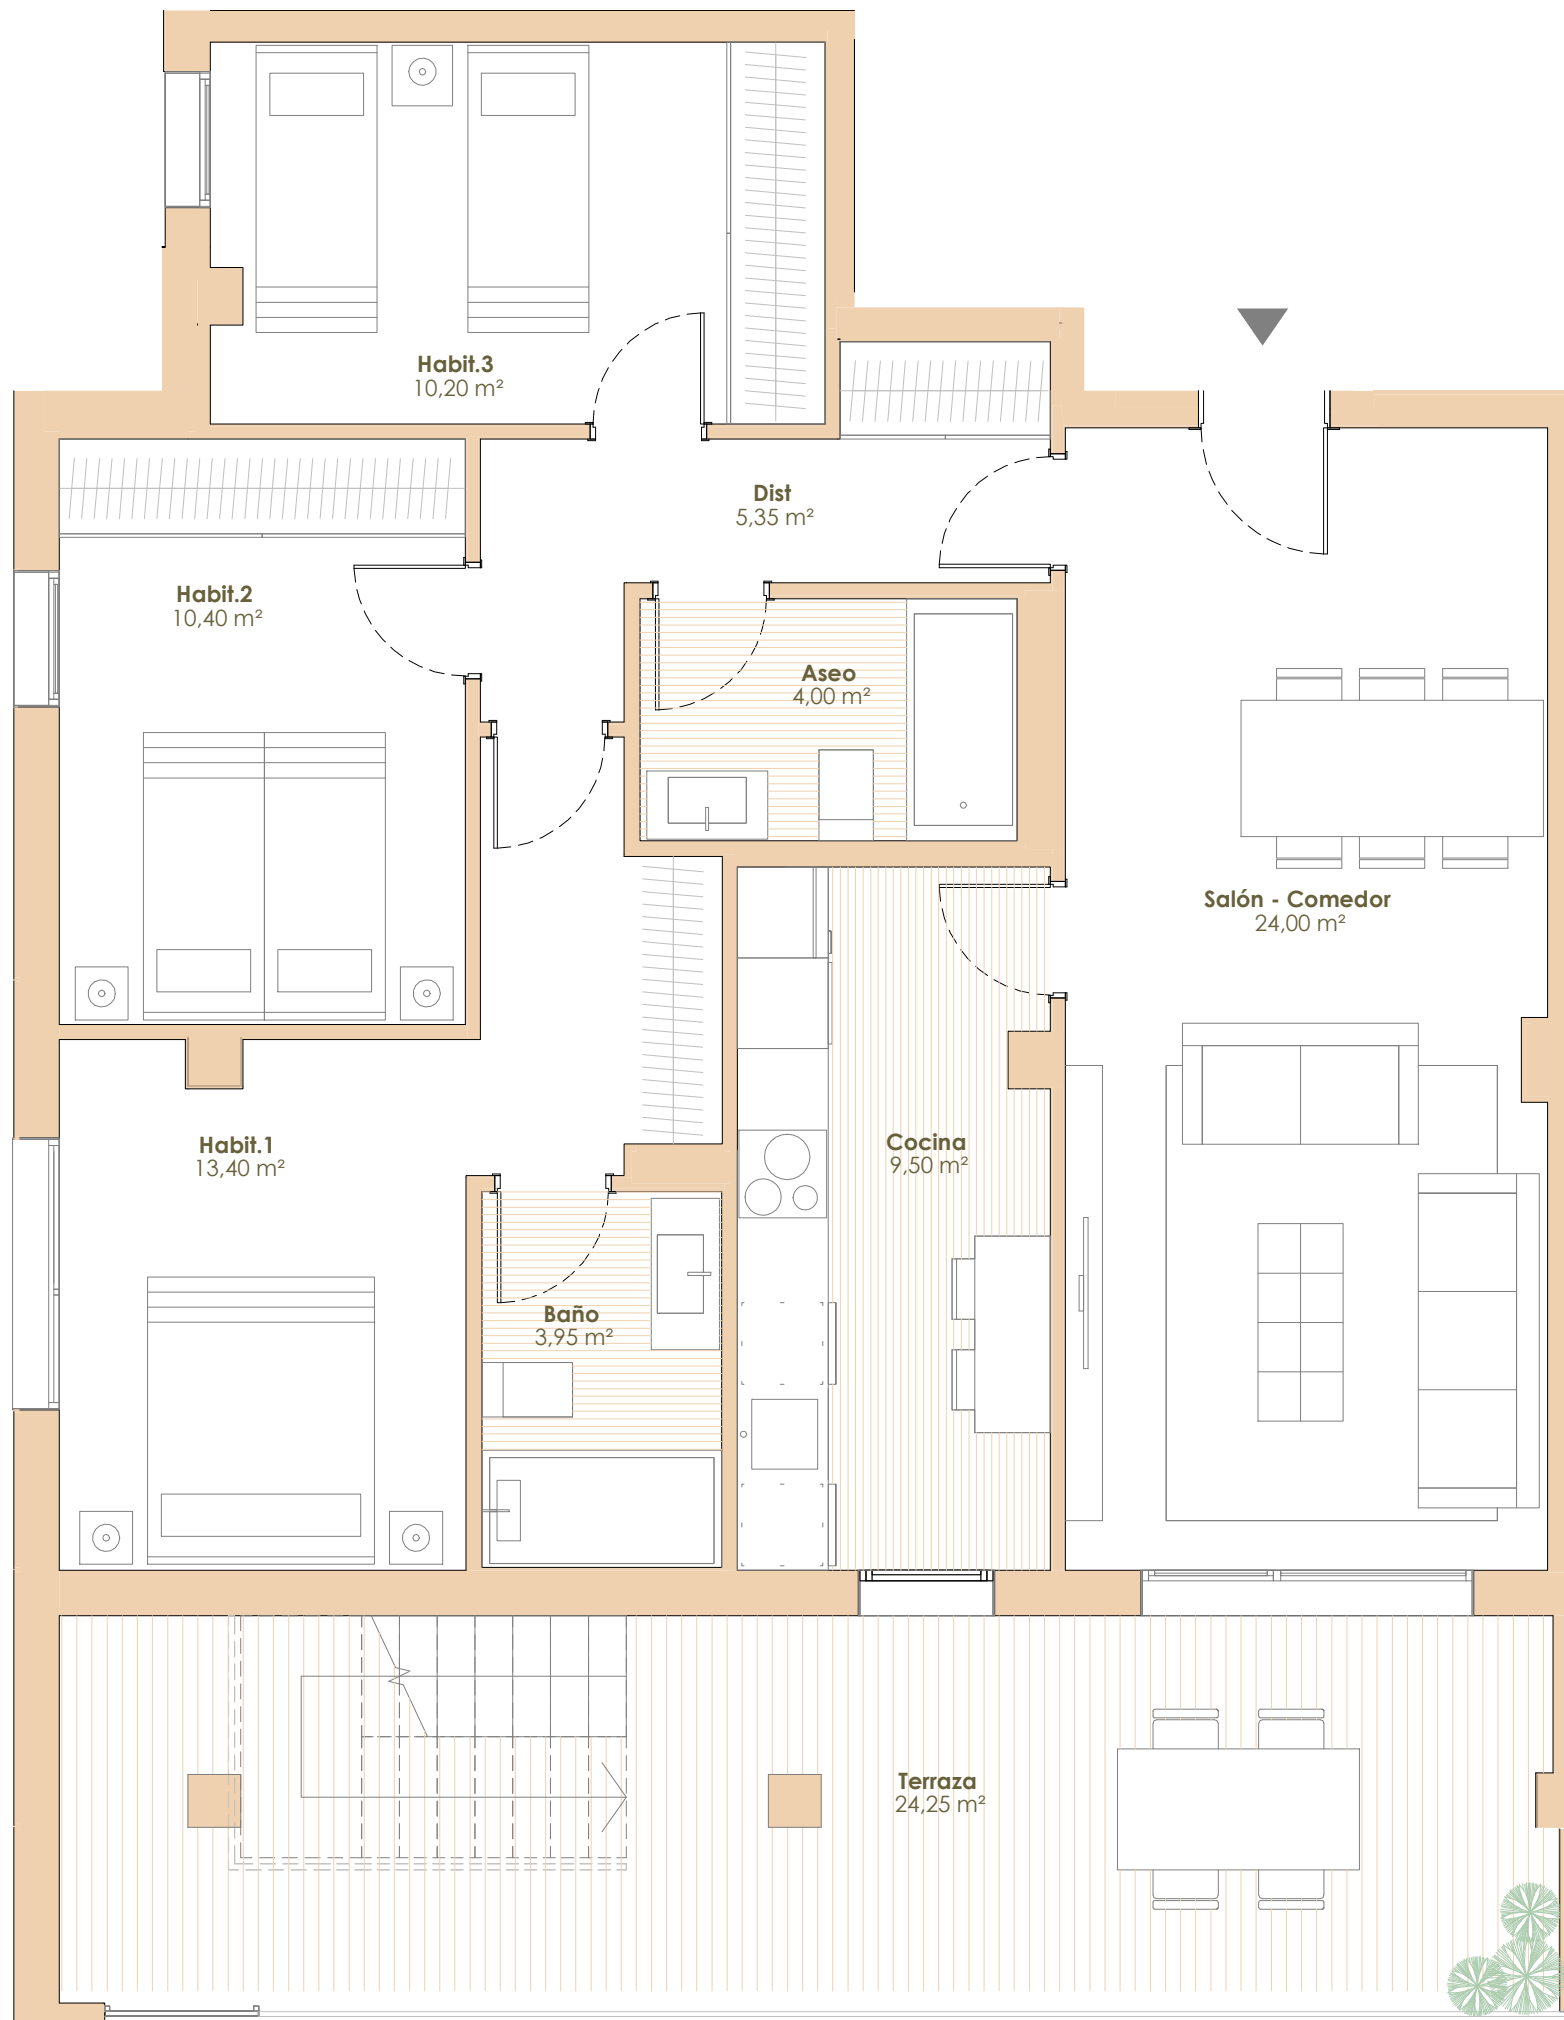 Habit.3
10,20 m²
Dist
5,35 m²
Habit.2
10,40 m²
Aseo
4,00 m²
Salón - Comedor
24,00 m²
Habit.1
13,40 m²
Cocina
9,50 m²
Baño
3,95 m²
Terraza
24,25 m²